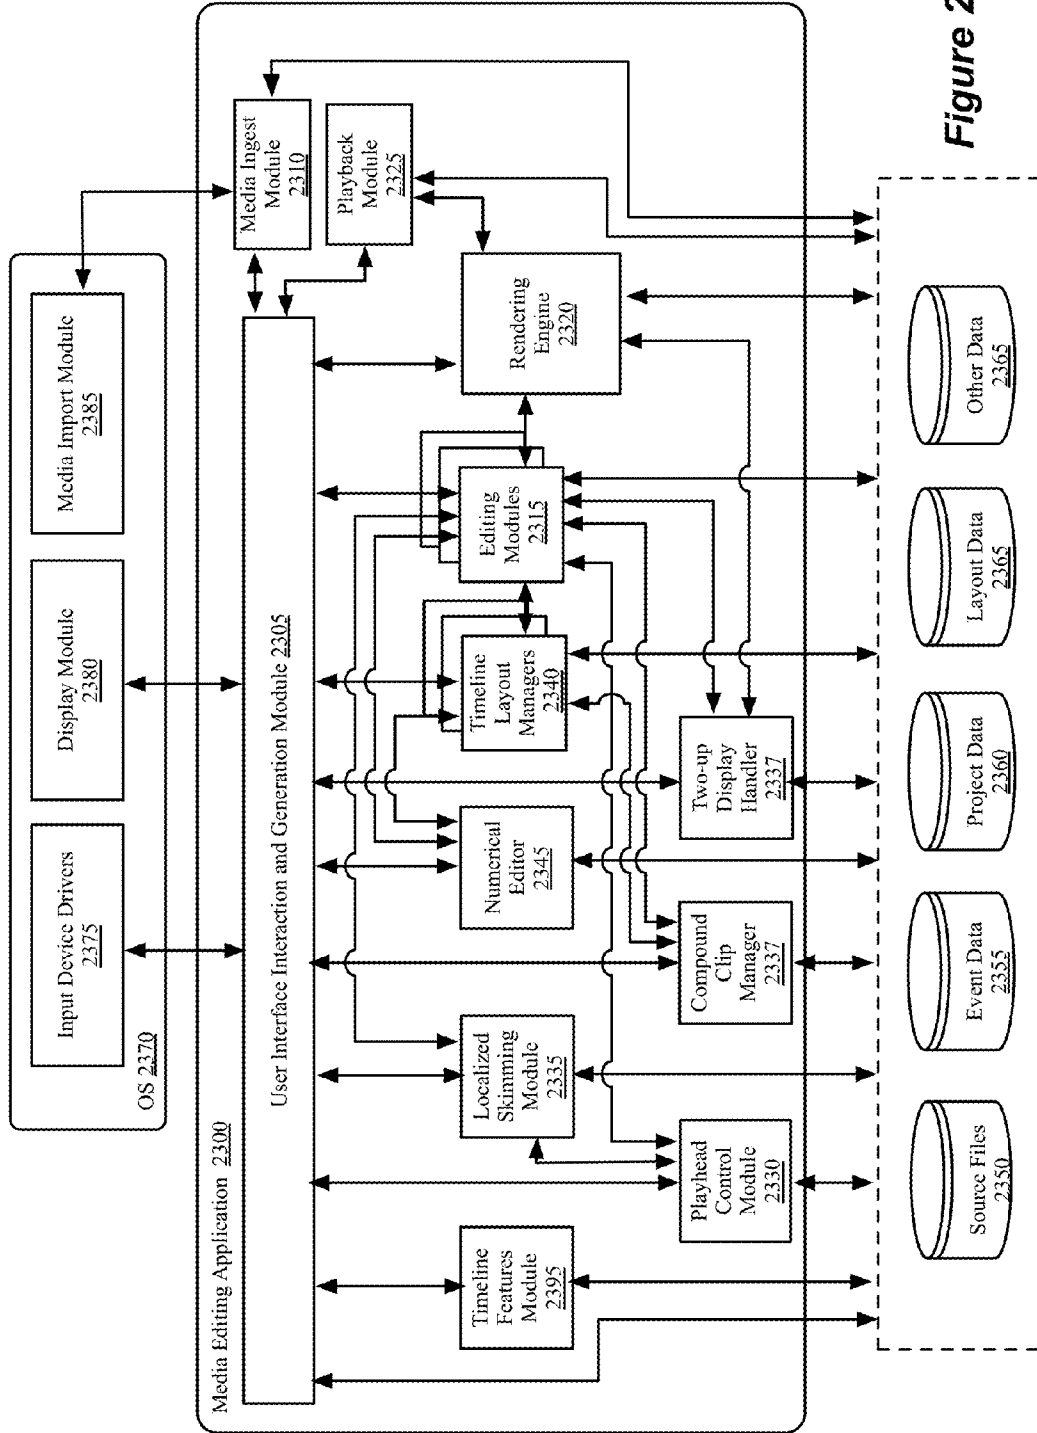 Input Device Drivers
2375
Display Module
2380
Media Import Module
2385
OS 2370
Media Editing Application 2300
User Interface Interaction and Generation Module 2305
Media Ingest
Module
2310
Playback
Module
2325
Timeline
Features
Module
2395
Localized
Skimming
Module
2335
Numerical
Editor
2345
Timeline
Layout
Managers
2340
Editing
Modules
2315
Rendering
Engine
2320
Playhead
Control
Module
2330
Compound
Clip
Manager
2337
Two-up
Display
Handler
2337
Source Files
2350
Event Data
2355
Project Data
2360
Layout Data
2365
Other Data
2365
Figure 2